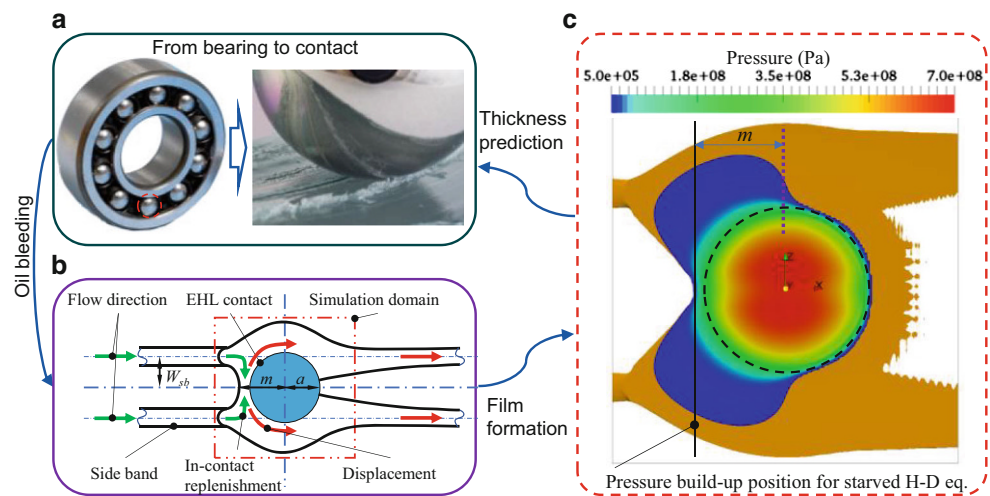 a
From bearing to contact
Oil bleeding
Thickness
prediction
b
Flow direction
EHL contact
Simulation domain
W_sb
m
a
Side band
In-contact
replenishment
Displacement
Film
formation
c
Pressure (Pa)
5.0e+05 1.8e+08 3.5e+08 5.3e+08 7.0e+08
m
Z
Y
X
Pressure build-up position for starved H-D eq.